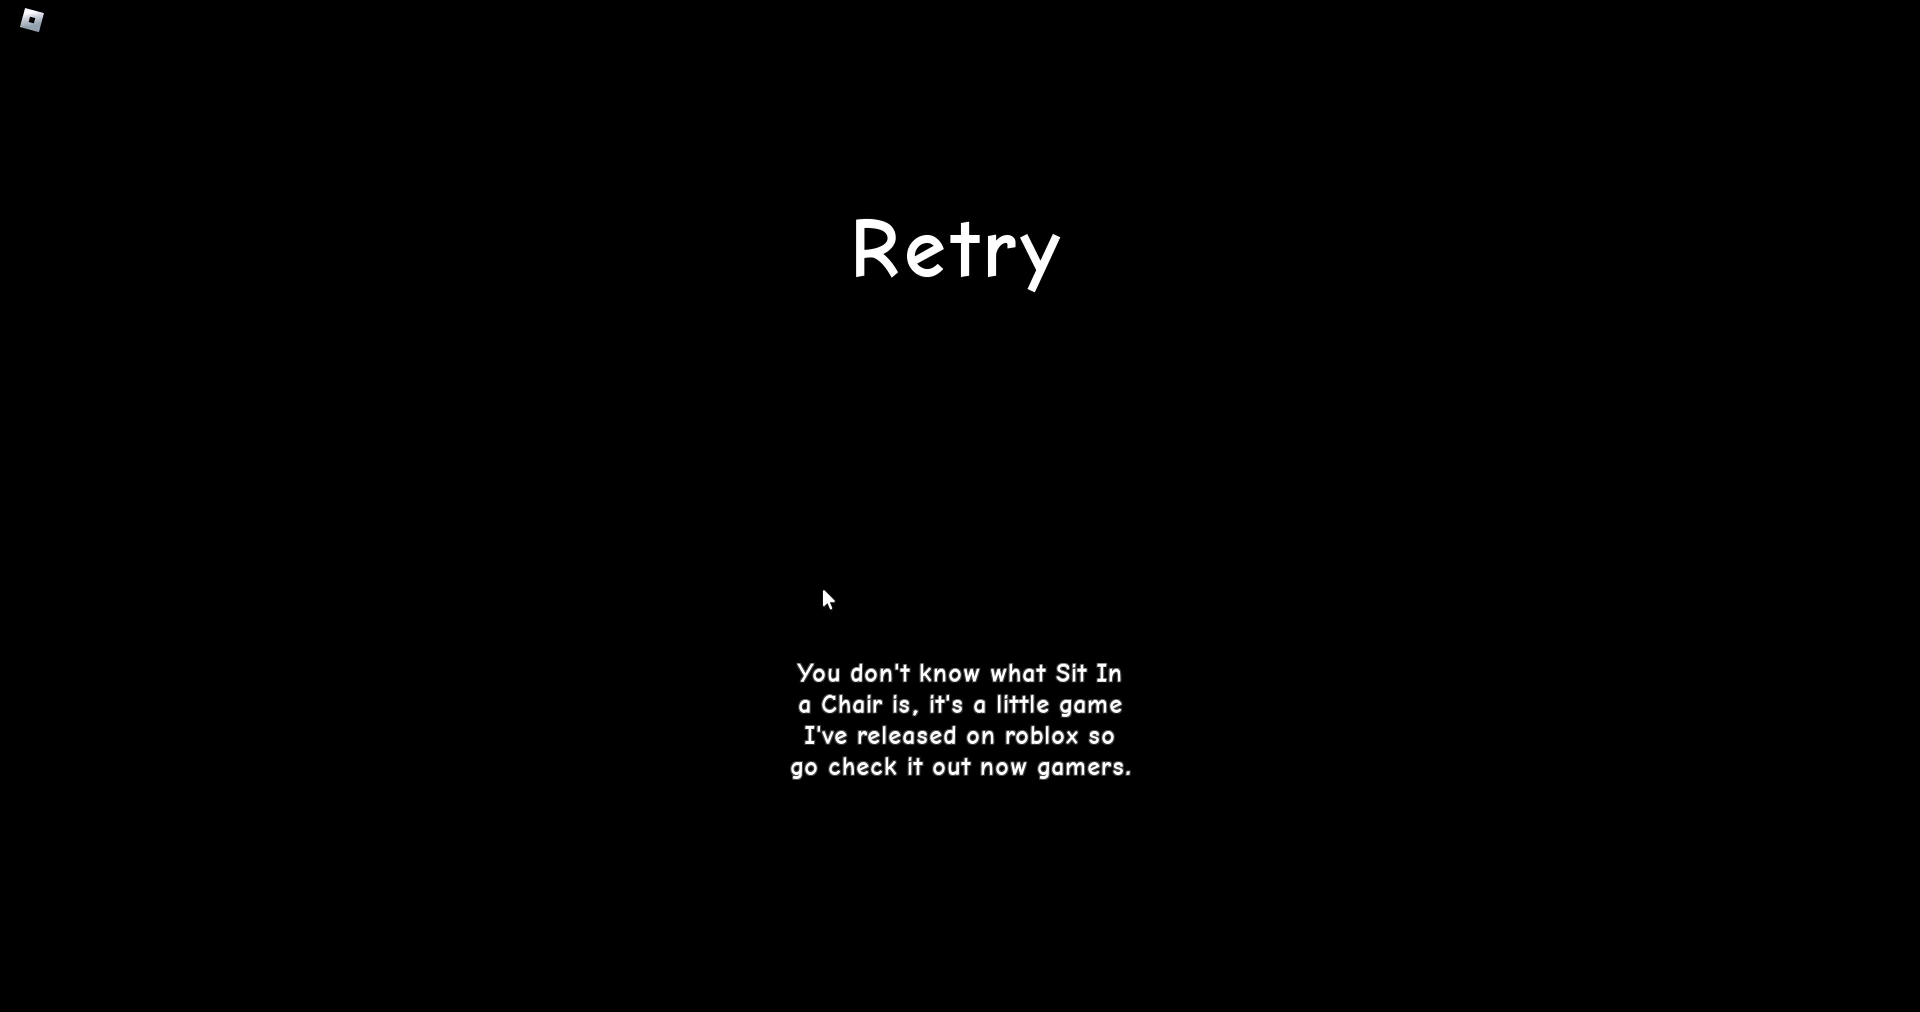 Retry
You don't know what Sit In
a Chair is, it's a little game
I've released on roblox so
go check it out now gamers.